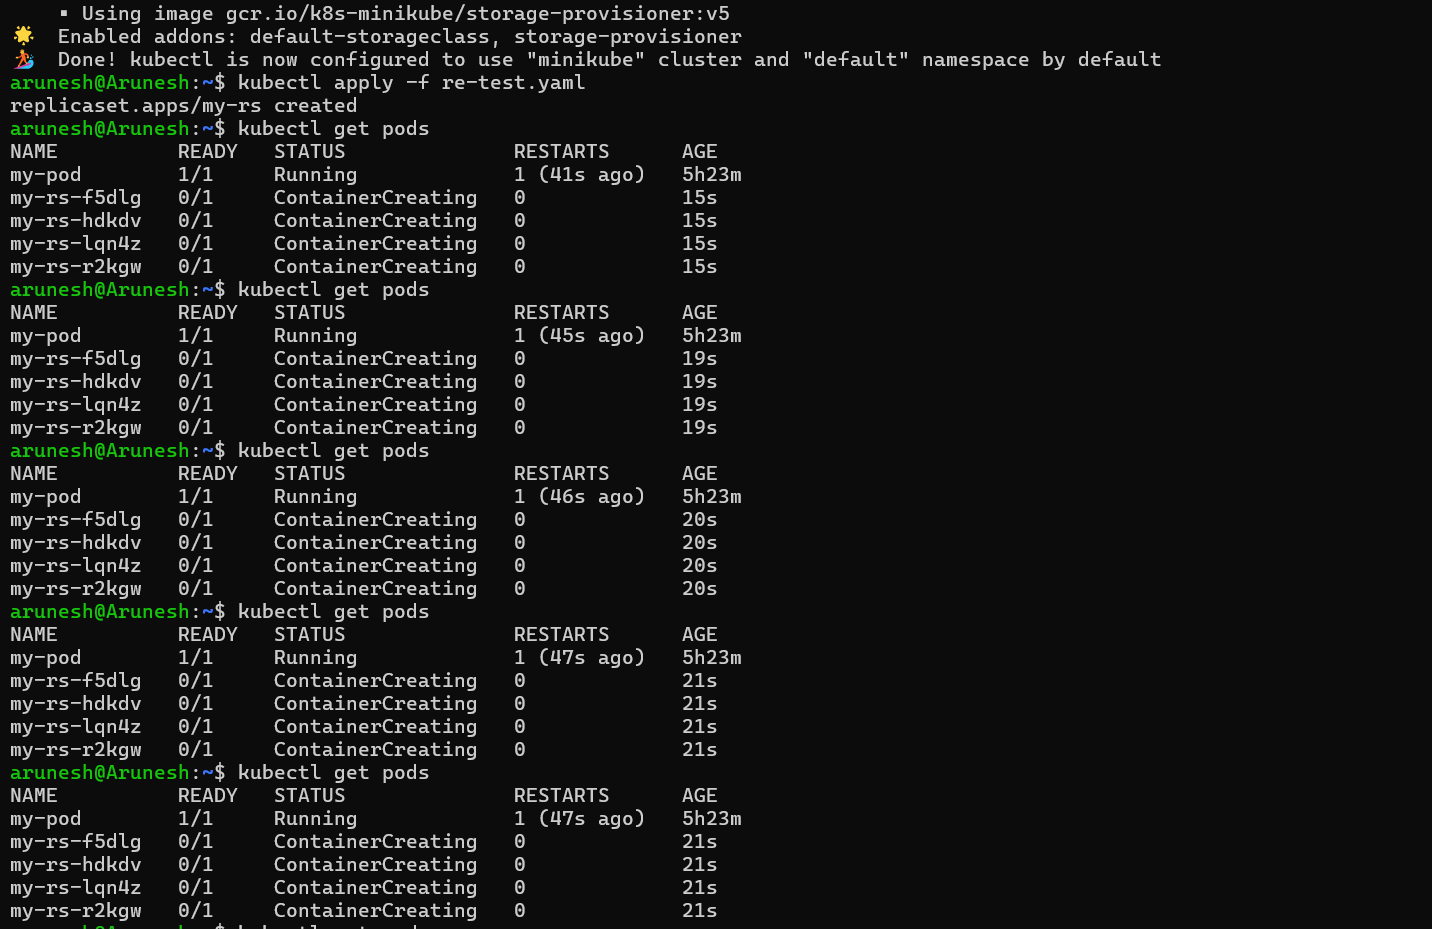 ▪ Using image gcr.io/k8s-minikube/storage-provisioner:v5
🌟  Enabled addons: default-storageclass, storage-provisioner
🏄  Done! kubectl is now configured to use "minikube" cluster and "default" namespace by default
arunesh@Arunesh:~$ kubectl apply -f re-test.yaml
replicaset.apps/my-rs created
arunesh@Arunesh:~$ kubectl get pods
NAME          READY   STATUS              RESTARTS      AGE
my-pod        1/1     Running             1 (41s ago)   5h23m
my-rs-f5dlg   0/1     ContainerCreating   0             15s
my-rs-hdkdv   0/1     ContainerCreating   0             15s
my-rs-lqn4z   0/1     ContainerCreating   0             15s
my-rs-r2kgw   0/1     ContainerCreating   0             15s
arunesh@Arunesh:~$ kubectl get pods
NAME          READY   STATUS              RESTARTS      AGE
my-pod        1/1     Running             1 (45s ago)   5h23m
my-rs-f5dlg   0/1     ContainerCreating   0             19s
my-rs-hdkdv   0/1     ContainerCreating   0             19s
my-rs-lqn4z   0/1     ContainerCreating   0             19s
my-rs-r2kgw   0/1     ContainerCreating   0             19s
arunesh@Arunesh:~$ kubectl get pods
NAME          READY   STATUS              RESTARTS      AGE
my-pod        1/1     Running             1 (46s ago)   5h23m
my-rs-f5dlg   0/1     ContainerCreating   0             20s
my-rs-hdkdv   0/1     ContainerCreating   0             20s
my-rs-lqn4z   0/1     ContainerCreating   0             20s
my-rs-r2kgw   0/1     ContainerCreating   0             20s
arunesh@Arunesh:~$ kubectl get pods
NAME          READY   STATUS              RESTARTS      AGE
my-pod        1/1     Running             1 (47s ago)   5h23m
my-rs-f5dlg   0/1     ContainerCreating   0             21s
my-rs-hdkdv   0/1     ContainerCreating   0             21s
my-rs-lqn4z   0/1     ContainerCreating   0             21s
my-rs-r2kgw   0/1     ContainerCreating   0             21s
arunesh@Arunesh:~$ kubectl get pods
NAME          READY   STATUS              RESTARTS      AGE
my-pod        1/1     Running             1 (47s ago)   5h23m
my-rs-f5dlg   0/1     ContainerCreating   0             21s
my-rs-hdkdv   0/1     ContainerCreating   0             21s
my-rs-lqn4z   0/1     ContainerCreating   0             21s
my-rs-r2kgw   0/1     ContainerCreating   0             21s